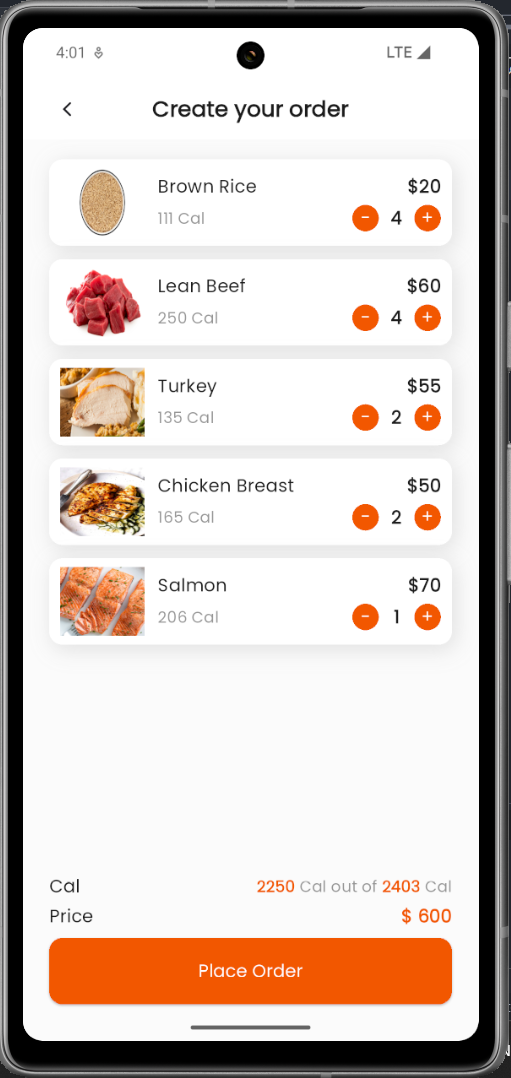 4:01 LTE
Create your order
Brown Rice $20
111 Cal - 4 +
Lean Beef $60
250 Cal - 4 +
Turkey $55
135 Cal - 2 +
Chicken Breast $50
165 Cal - 2 +
Salmon $70
206 Cal - 1 +
Cal 2250 Cal out of 2403 Cal
Price $ 600
Place Order